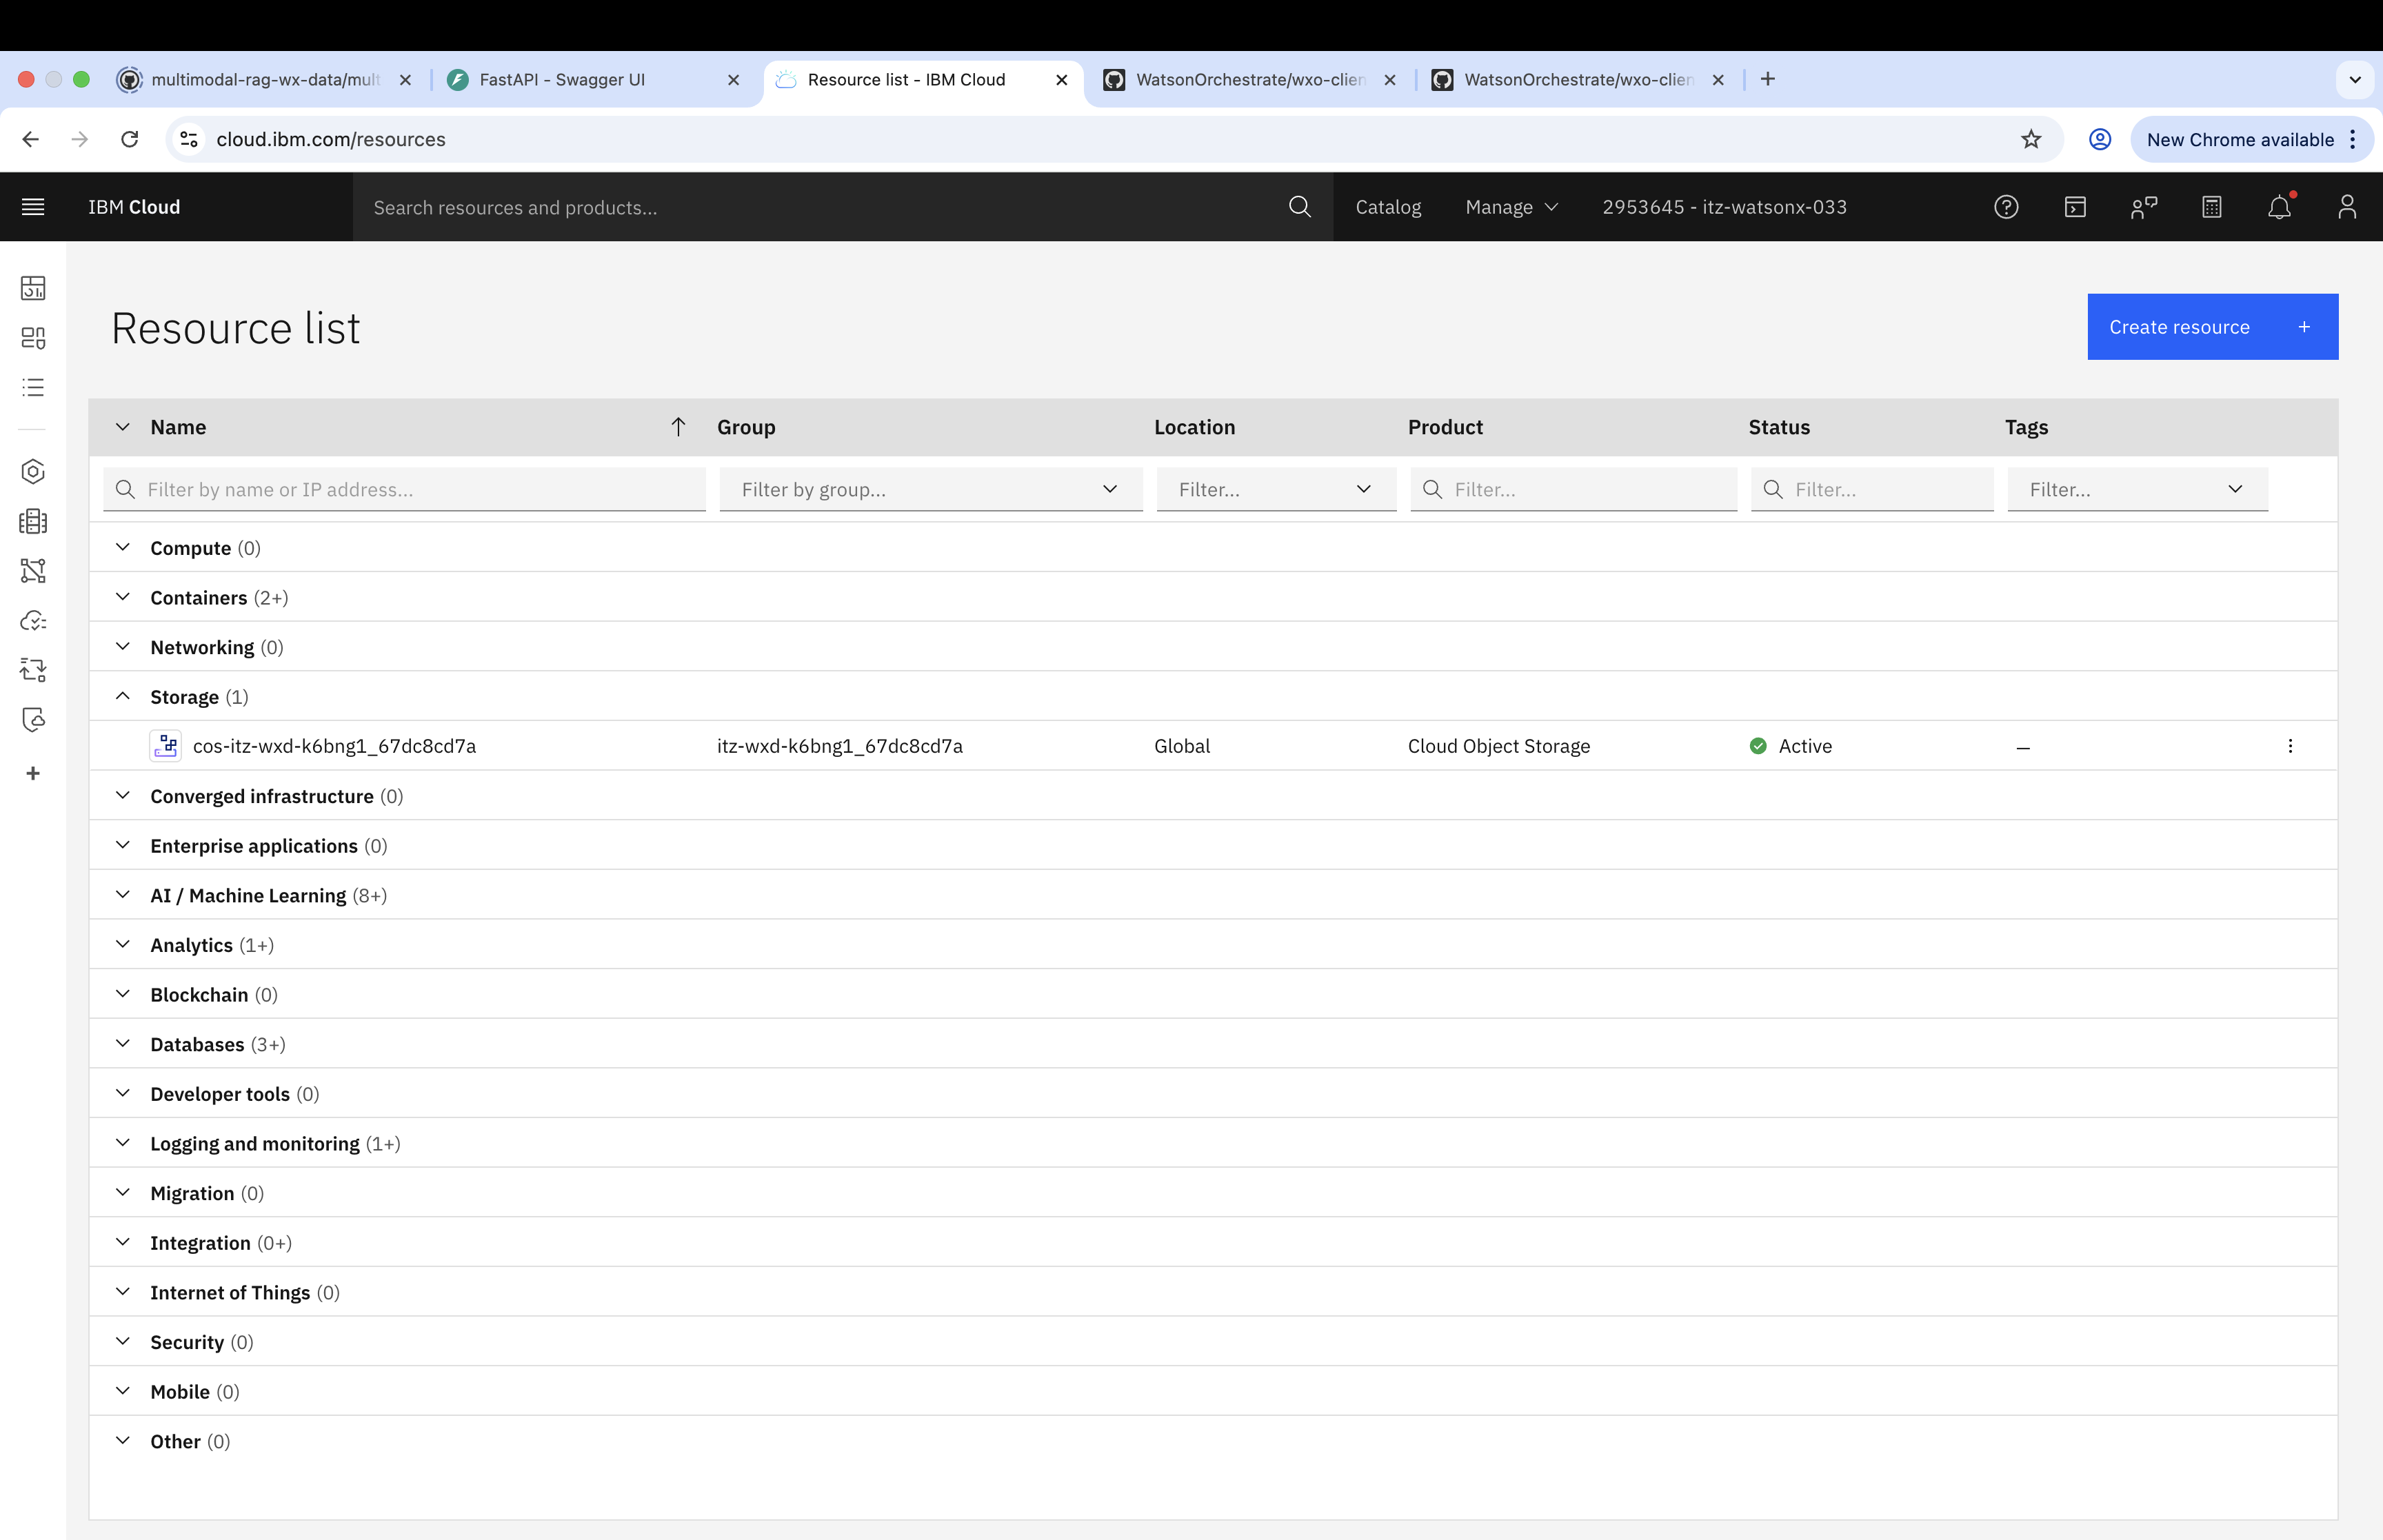 multimodal-rag-wx-data/mult
FastAPI - Swagger UI
Resource list - IBM Cloud
WatsonOrchestrate/wxo-clien
WatsonOrchestrate/wxo-clien
cloud.ibm.com/resources
New Chrome available
IBM Cloud
Search resources and products...
Catalog
Manage
2953645 - itz-watsonx-033
Resource list
Create resource +
Name Group Location Product Status Tags
Filter by name or IP address... Filter by group... Filter... Filter... Filter... Filter...
Compute (0)
Containers (2+)
Networking (0)
Storage (1)
cos-itz-wxd-k6bng1_67dc8cd7a itz-wxd-k6bng1_67dc8cd7a Global Cloud Object Storage Active –
Converged infrastructure (0)
Enterprise applications (0)
AI / Machine Learning (8+)
Analytics (1+)
Blockchain (0)
Databases (3+)
Developer tools (0)
Logging and monitoring (1+)
Migration (0)
Integration (0+)
Internet of Things (0)
Security (0)
Mobile (0)
Other (0)